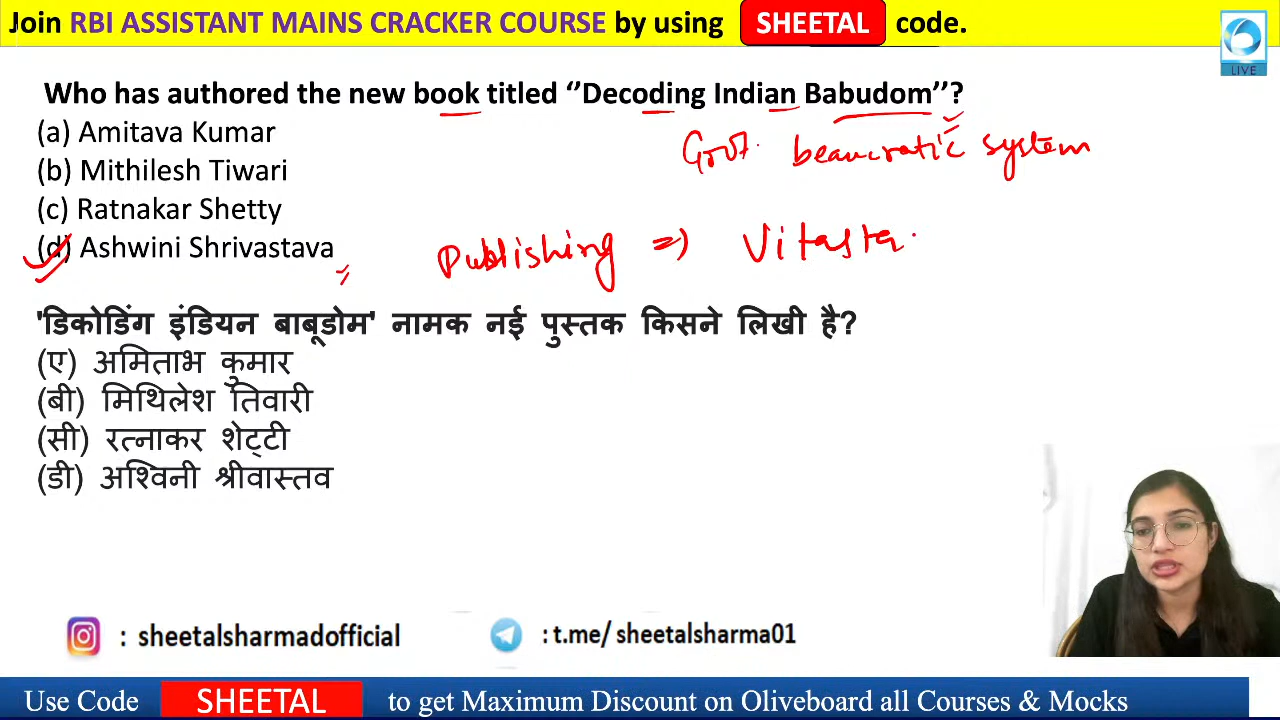 Join RBI ASSISTANT MAINS CRACKER COURSE by using SHEETAL code.
LIVE
Who has authored the new book titled ‘’Decoding Indian Babudom’’?
(a) Amitava Kumar
Govt. beaucratic system
(b) Mithilesh Tiwari
(c) Ratnakar Shetty
(d) Ashwini Shrivastava
Publishing => Vitasta.
'डिकोडिंग इंडियन बाबूडोम' नामक नई पुस्तक किसने लिखी है?
(ए) अमिताभ कुमार
(बी) मिथिलेश तिवारी
(सी) रत्नाकर शेट्टी
(डी) अश्विनी श्रीवास्तव
: sheetalsharmadofficial
: t.me/ sheetalsharma01
Use Code SHEETAL to get Maximum Discount on Oliveboard all Courses & Mocks